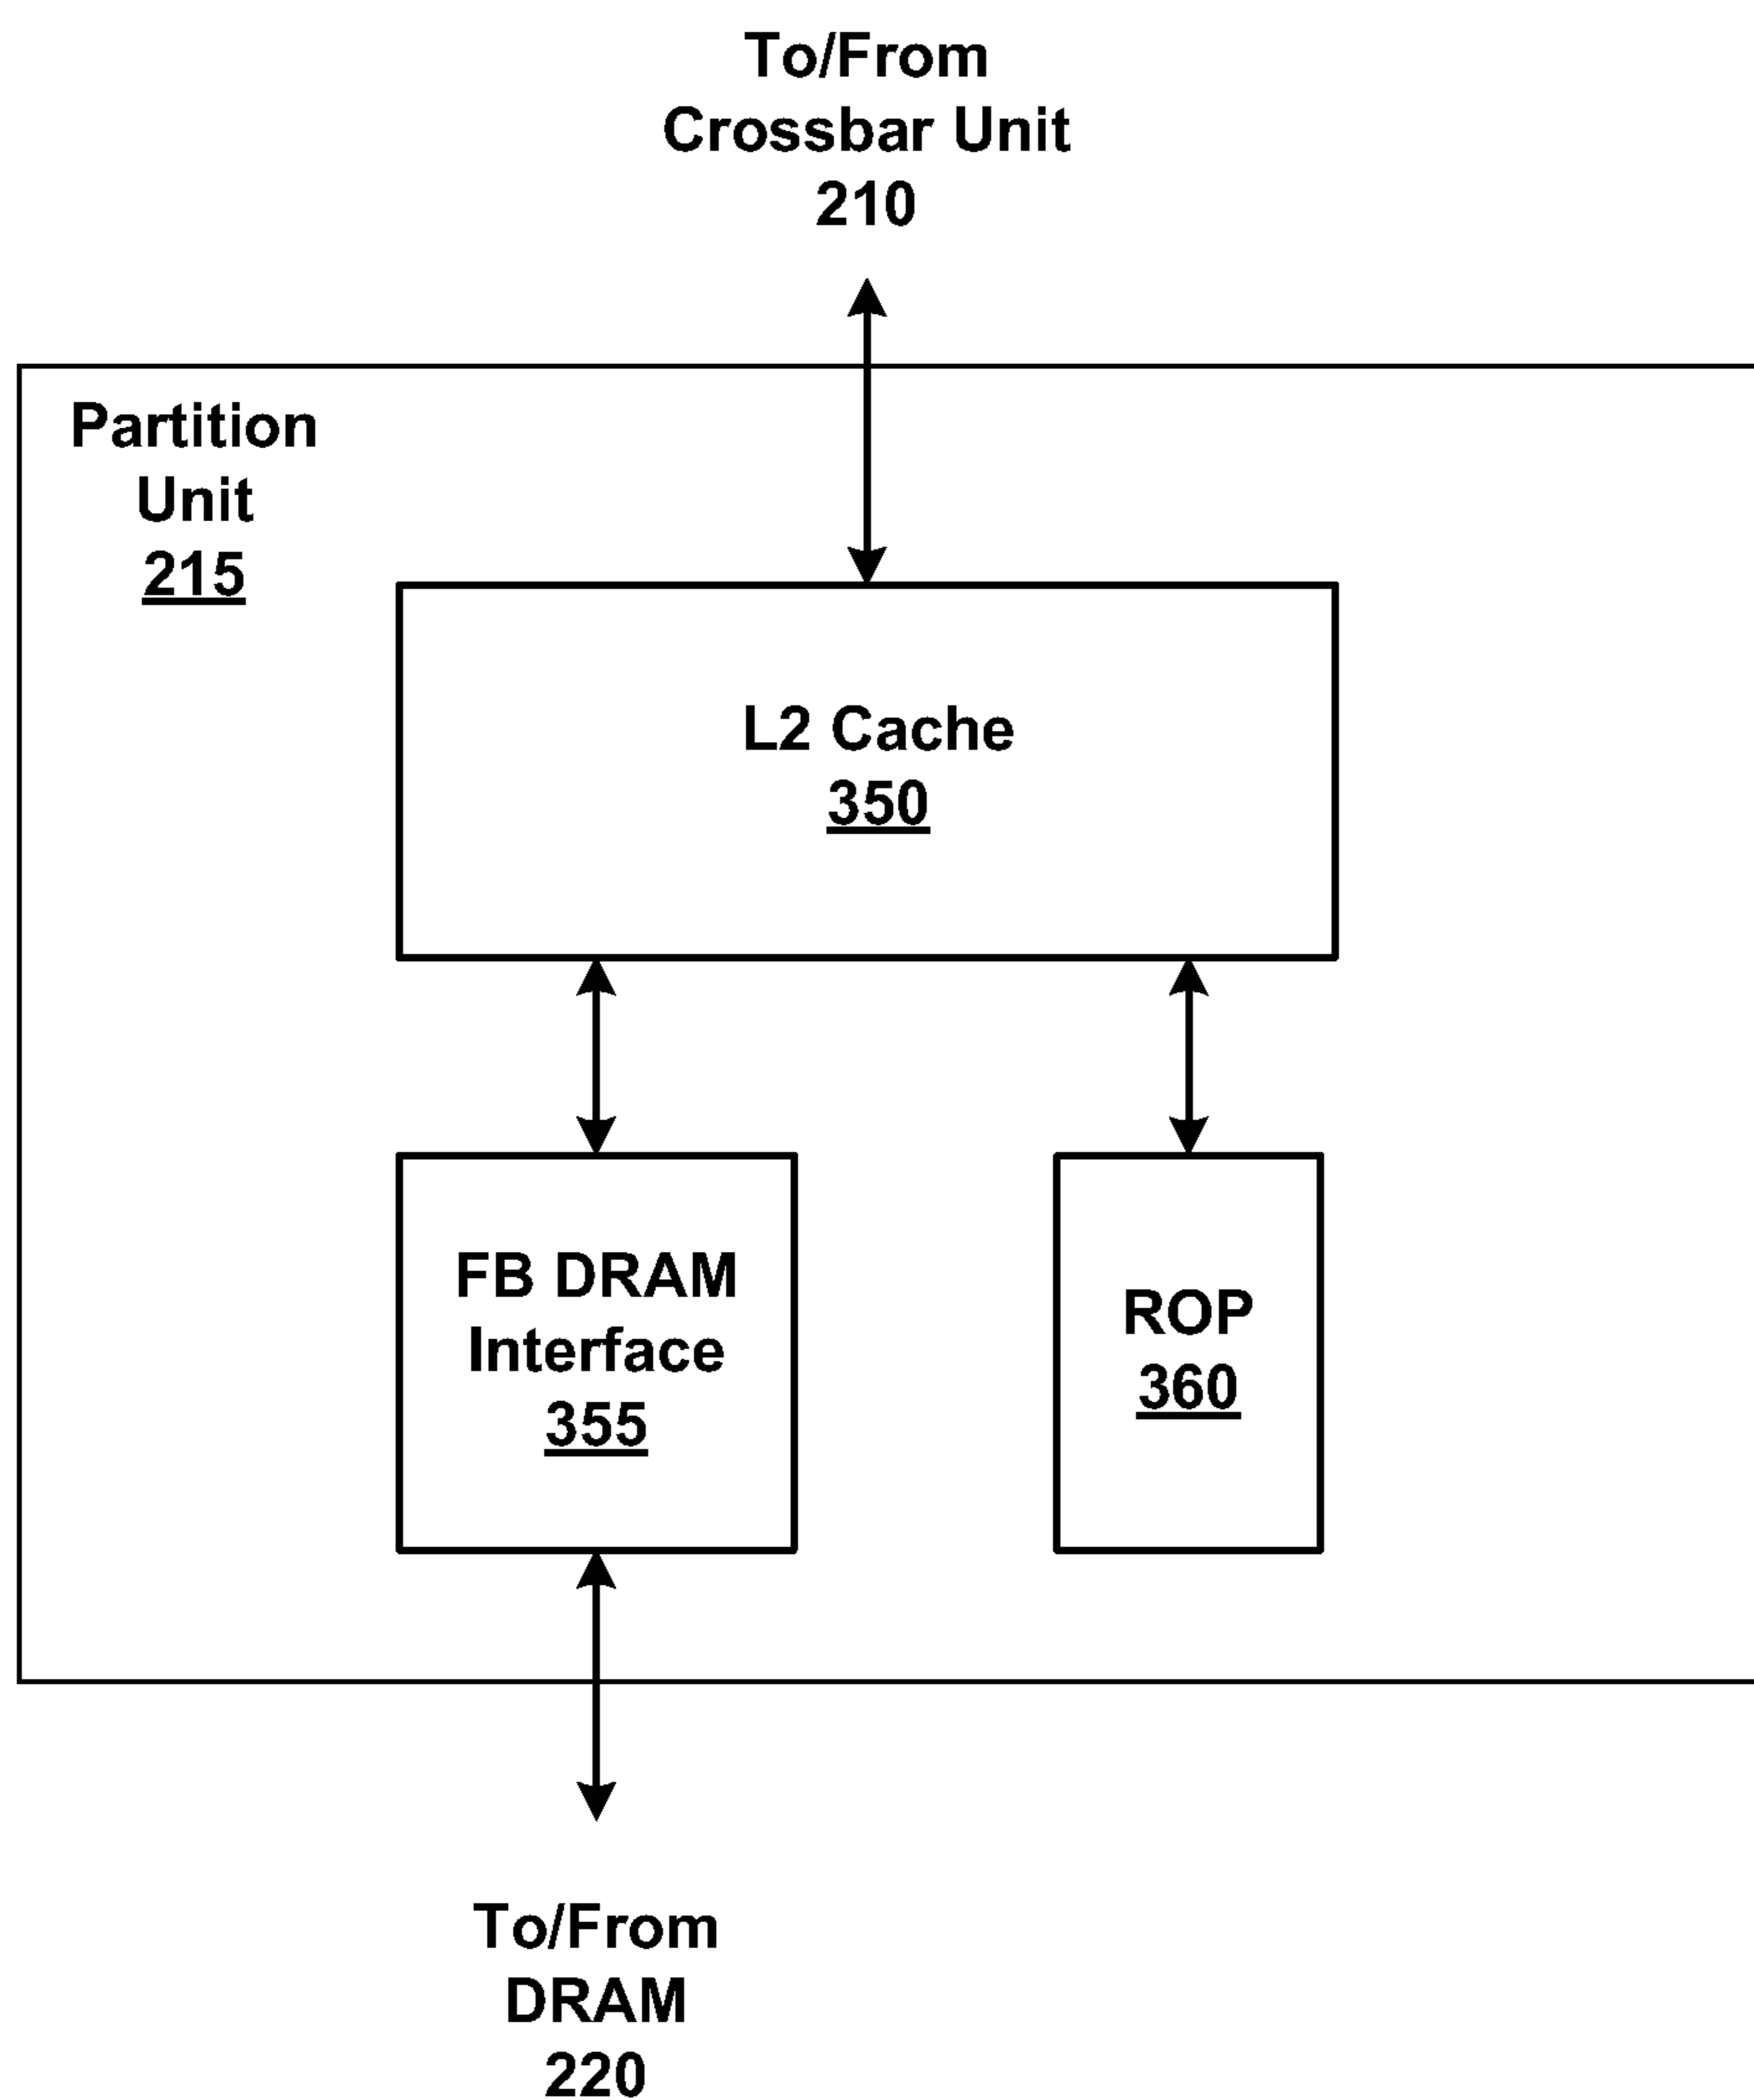 To/From
Crossbar Unit
210
Partition
Unit
215
L2 Cache
350
FB DRAM
Interface
355
ROP
360
To/From
DRAM
220